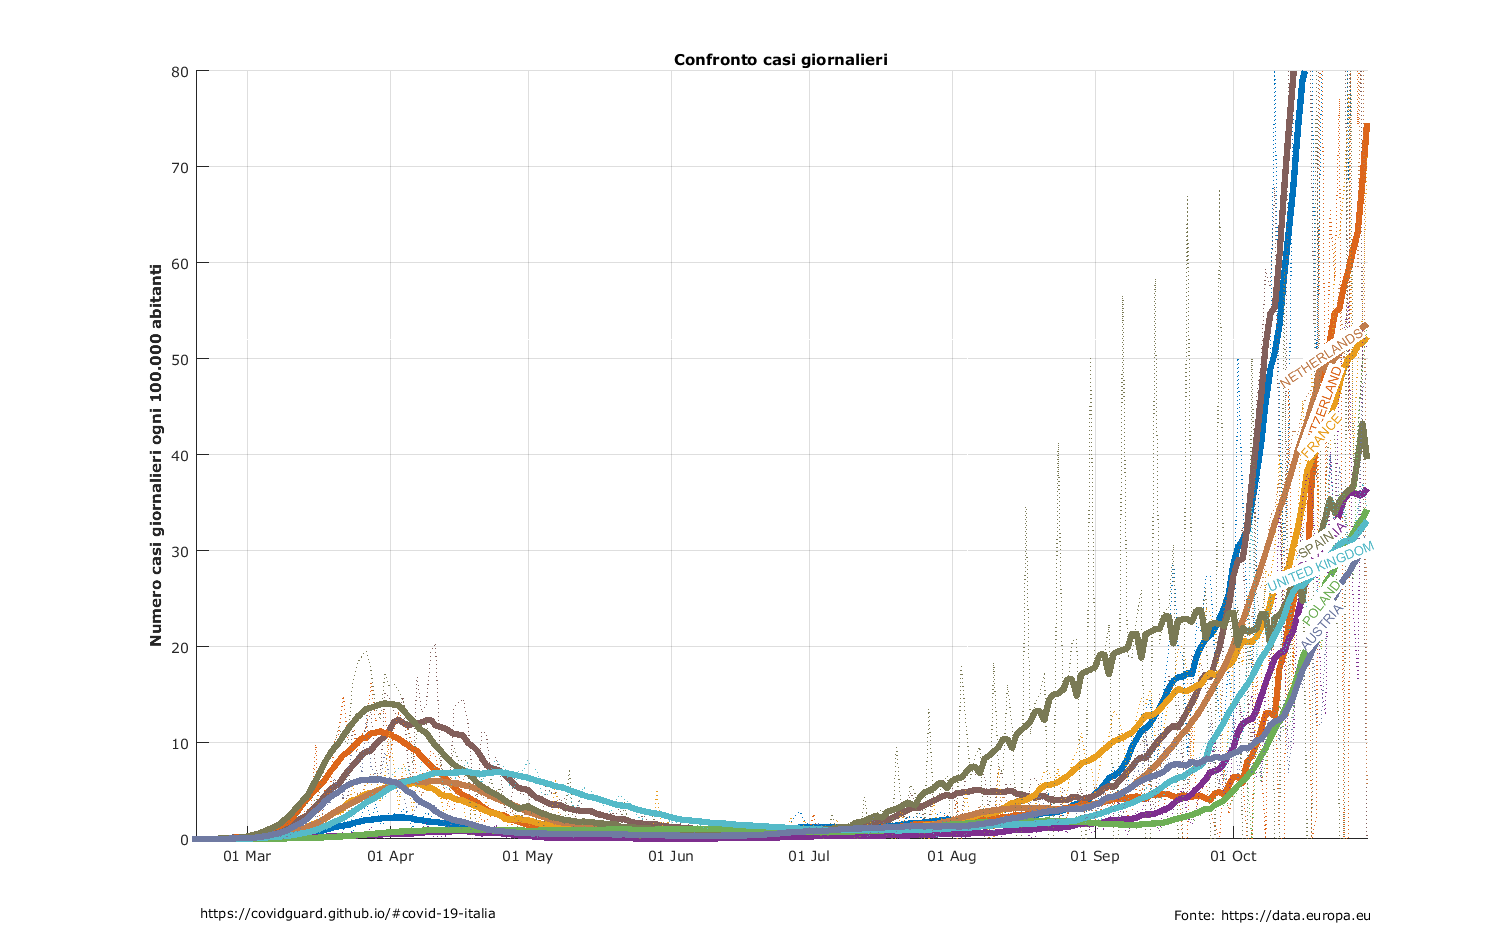 Confronto casi giornalieri
Numero casi giornalieri ogni 100.000 abitanti
80
70
60
50
40
30
20
10
0
NETHERLANDS
TZERLAND
FRANCE
SPAIN
IA
UNITED KINGDOM
POLAND
AUSTRIA
01 Mar
01 Apr
01 May
01 Jun
01 Jul
01 Aug
01 Sep
01 Oct
https://covidguard.github.io/#covid-19-italia
Fonte: https://data.europa.eu